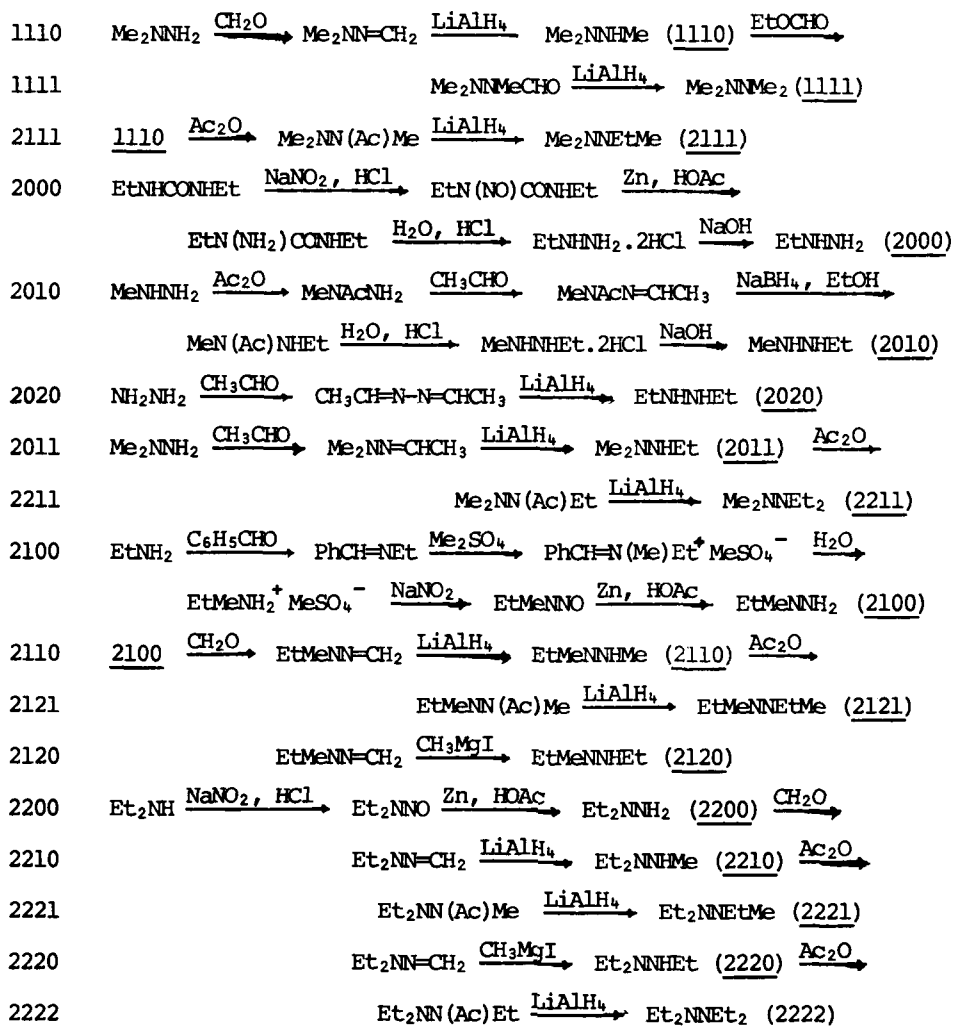 1110 Me₂NNH₂ CH₂O → Me₂NN=CH₂ LiAlH₄ Me₂NNHMe (1110) EtOCHO →
1111 Me₂NNMeCHO LiAlH₄ → Me₂NNMe₂ (1111)
2111 1110 Ac₂O → Me₂NN(Ac)Me LiAlH₄ → Me₂NNEtMe (2111)
2000 EtNHCONHEt NaNO₂, HCl → EtN(NO)CONHEt Zn, HOAc →
EtN(NH₂)CONHEt H₂O, HCl → EtNHNH₂.2HCl NaOH → EtNHNH₂ (2000)
2010 MeNHNH₂ Ac₂O → MeNAcNH₂ CH₃CHO → MeNAcN=CHCH₃ NaBH₄, EtOH →
MeN(Ac)NHEt H₂O, HCl → MeNHNHEt.2HCl NaOH → MeNHNHEt (2010)
2020 NH₂NH₂ CH₃CHO → CH₃CH=N-N=CHCH₃ LiAlH₄ → EtNHNHEt (2020)
2011 Me₂NNH₂ CH₃CHO → Me₂NN=CHCH₃ LiAlH₄ → Me₂NNHEt (2011) Ac₂O →
2211 Me₂NN(Ac)Et LiAlH₄ → Me₂NNEt₂ (2211)
2100 EtNH₂ C₆H₅CHO → PhCH=NEt Me₂SO₄ → PhCH=N(Me)Et⁺ MeSO₄⁻ H₂O →
EtMeNH₂⁺ MeSO₄⁻ NaNO₂ → EtMeNNO Zn, HOAc → EtMeNNH₂ (2100)
2110 2100 CH₂O → EtMeNN=CH₂ LiAlH₄ → EtMeNNHMe (2110) Ac₂O →
2121 EtMeNN(Ac)Me LiAlH₄ → EtMeNNEtMe (2121)
2120 EtMeNN=CH₂ CH₃MgI → EtMeNNHEt (2120)
2200 Et₂NH NaNO₂, HCl → Et₂NNO Zn, HOAc → Et₂NNH₂ (2200) CH₂O →
2210 Et₂NN=CH₂ LiAlH₄ → Et₂NNHMe (2210) Ac₂O →
2221 Et₂NN(Ac)Me LiAlH₄ → Et₂NNEtMe (2221)
2220 Et₂NN=CH₂ CH₃MgI → Et₂NNHEt (2220) Ac₂O →
2222 Et₂NN(Ac)Et LiAlH₄ → Et₂NNEt₂ (2222)